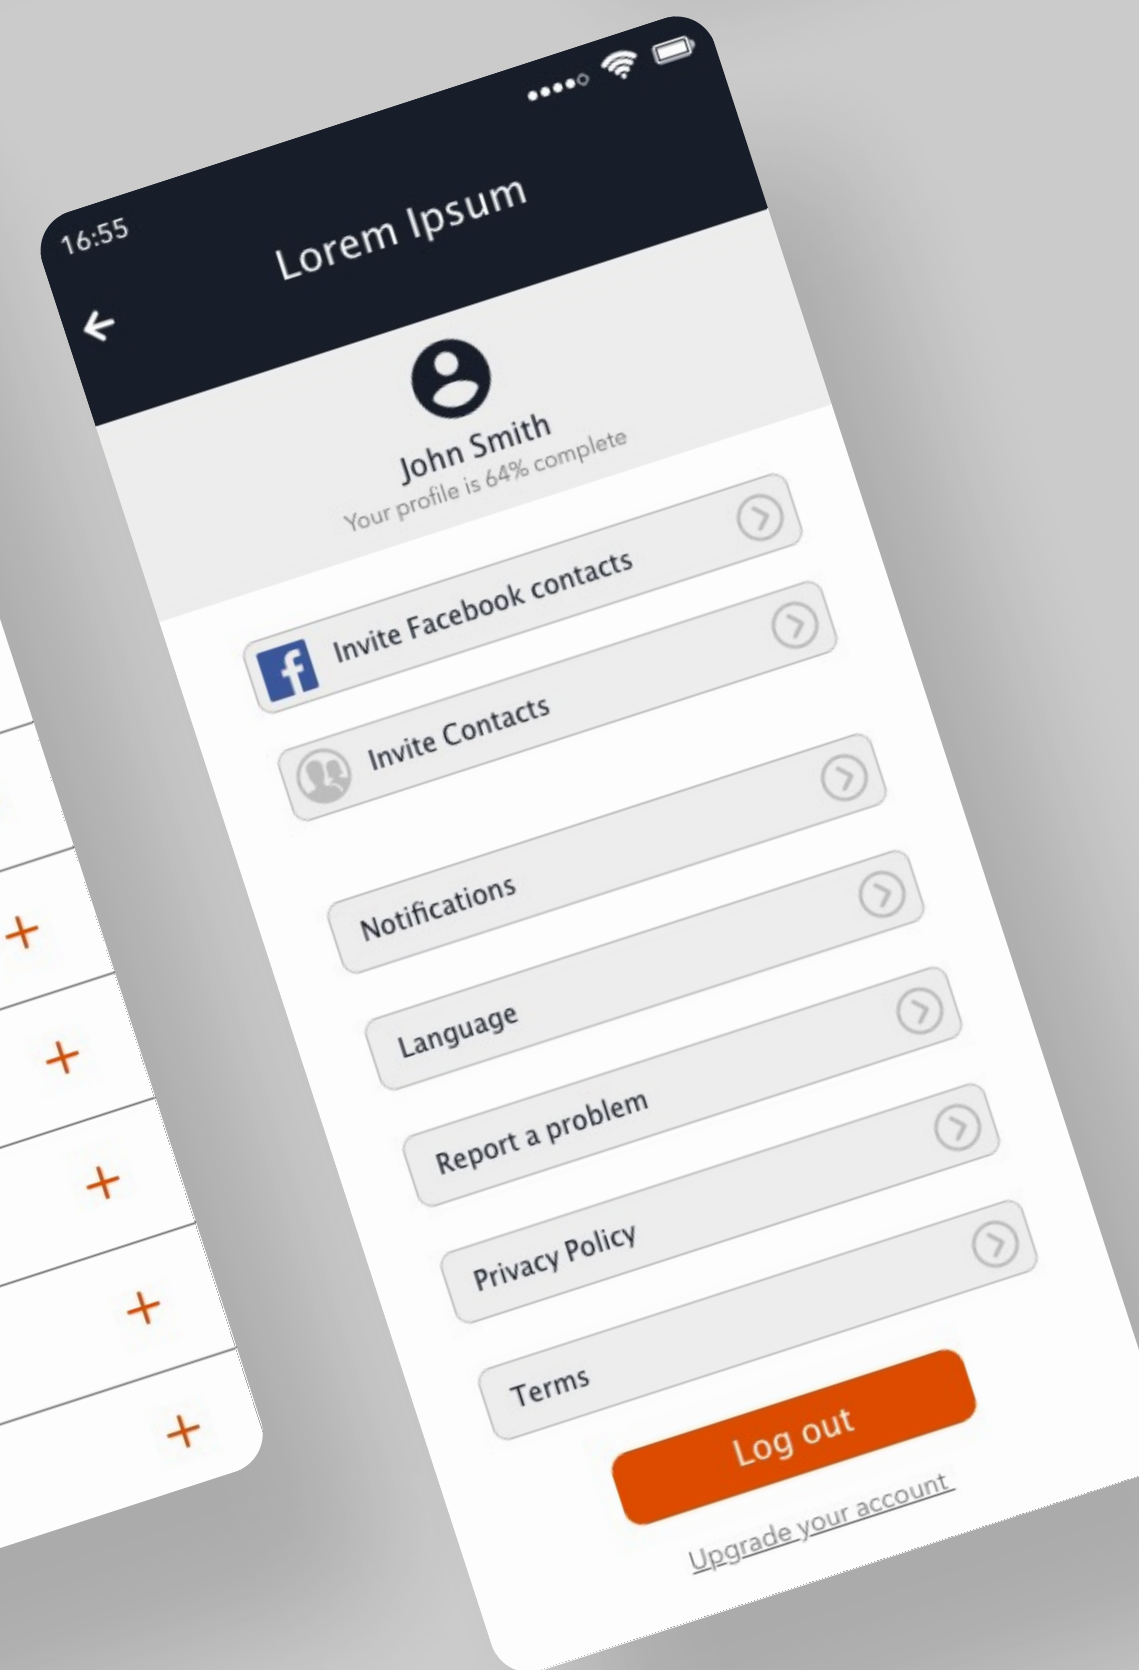 16:55
Lorem Ipsum
John Smith
Your profile is 64% complete
Invite Facebook contacts
Invite Contacts
Notifications
Language
Report a problem
Privacy Policy
Terms
Log out
Upgrade your account